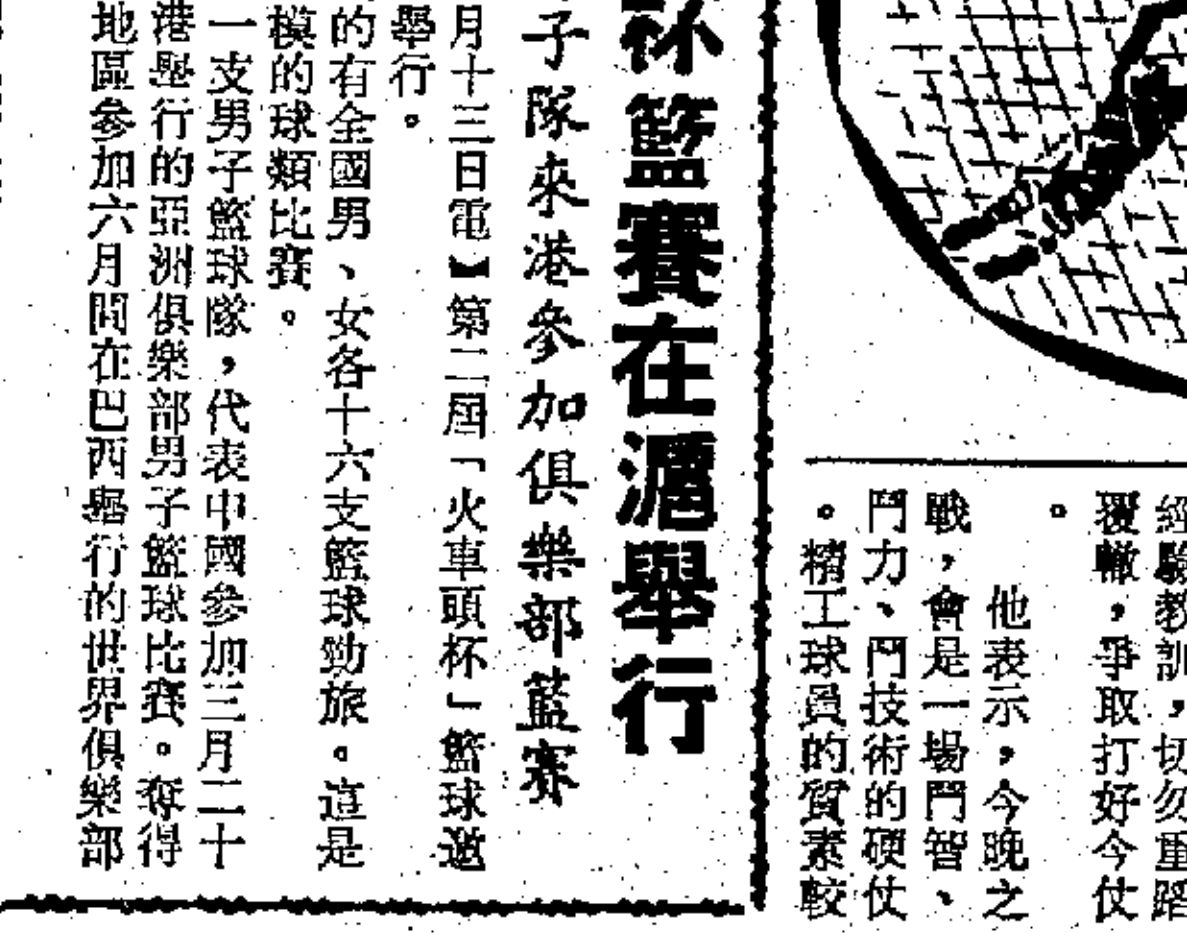 經驗教訓，切勿重蹈
覆轍，爭取打好今仗
。
他表示，今晚之
戰，會是一場鬥智、
鬥力、鬥技術的硬仗
。精工球員的質素較
杯籃賽在滬舉行
子隊來港參加俱樂部籃賽
月十三日電】第二屆「火車頭杯」籃球邀
舉行。
的有全國男、女各十六支籃球勁旅。這是
模的球類比賽。
一支男子籃球隊，代表中國參加三月二十
港舉行的亞洲俱樂部男子籃球比賽。奪得
地區參加六月間在巴西舉行的世界俱樂部